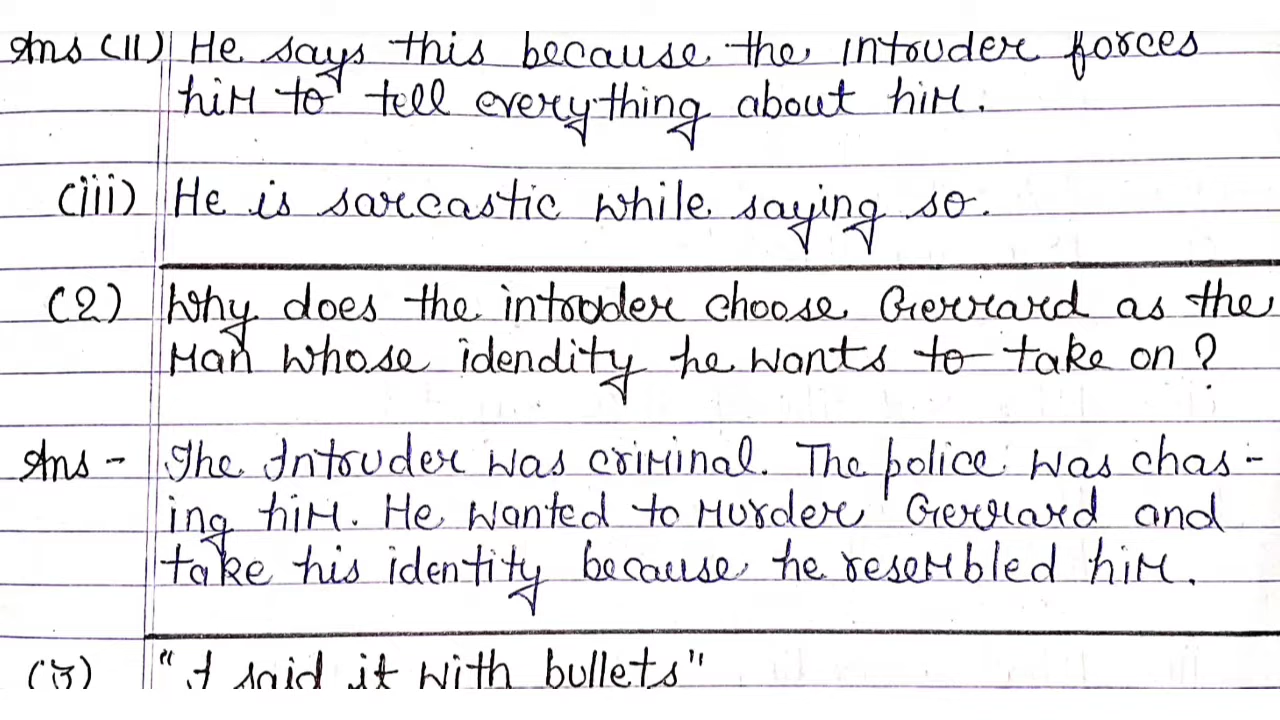 Ans (ii) He says this because the intruder forces
him to tell everything about him.
(iii) He is sarcastic while saying so.
(2) Why does the intruder choose Gerrard as the
man whose idendity he wants to take on?
Ans - The Intruder was criminal. The police was chas-
ing him. He wanted to murder Gerrard and
take his identity because he resembled him.
(3) "I said it with bullets"